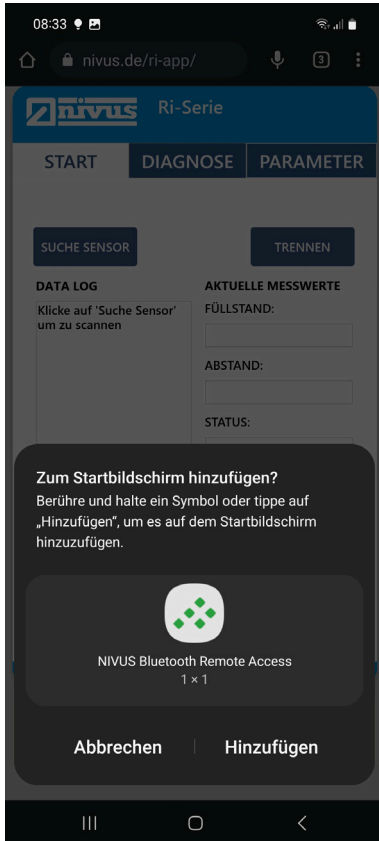 08:33
nivus.de/ri-app/
3
nivus Ri-Serie
START DIAGNOSE PARAMETER
SUCHE SENSOR TRENNEN
DATA LOG
Klicke auf 'Suche Sensor'
um zu scannen
AKTUELLE MESSWERTE
FÜLLSTAND:
ABSTAND:
STATUS:
Zum Startbildschirm hinzufügen?
Berühre und halte ein Symbol oder tippe auf
„Hinzufügen“, um es auf dem Startbildschirm
hinzuzufügen.
NIVUS Bluetooth Remote Access
1 × 1
Abbrechen Hinzufügen